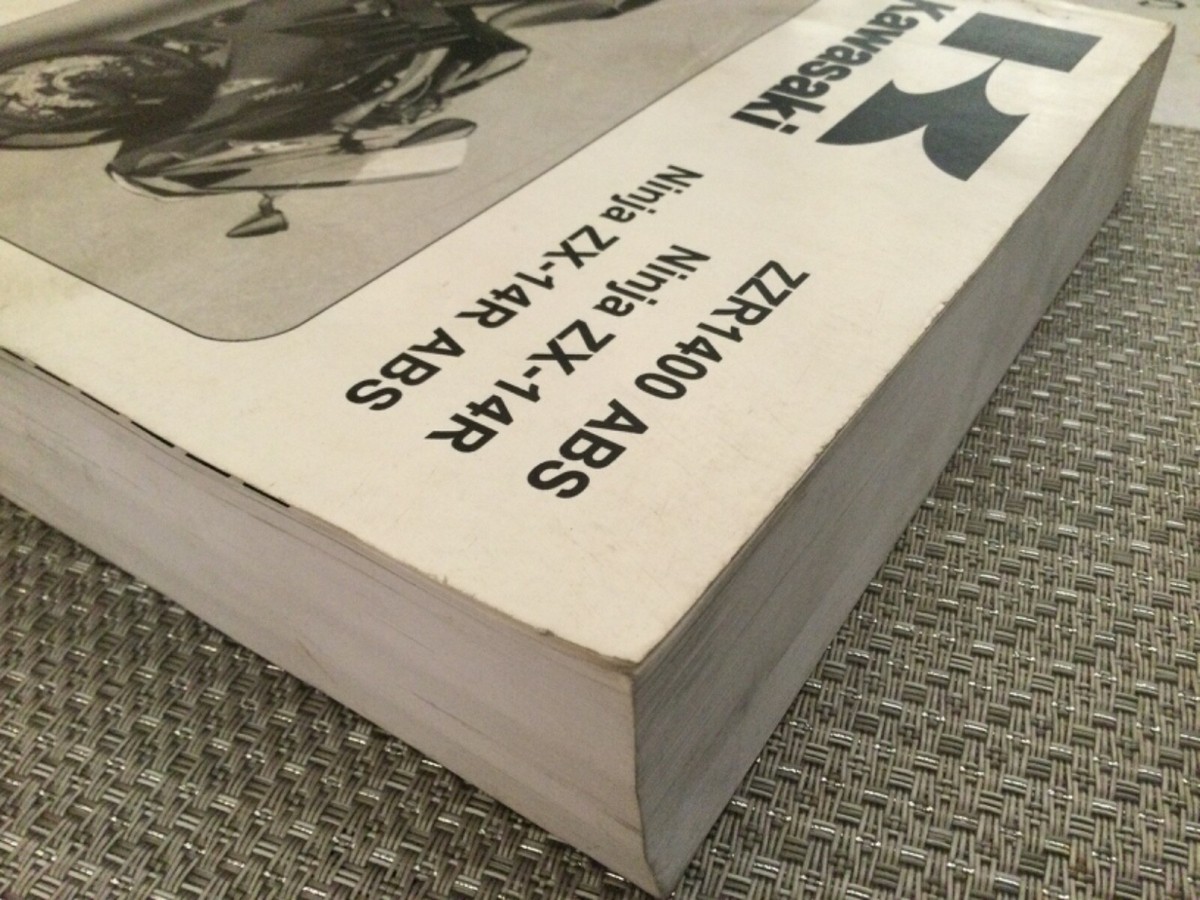 Kawasaki
ZZR1400 ABS
Ninja ZX-14R
Ninja ZX-14R ABS